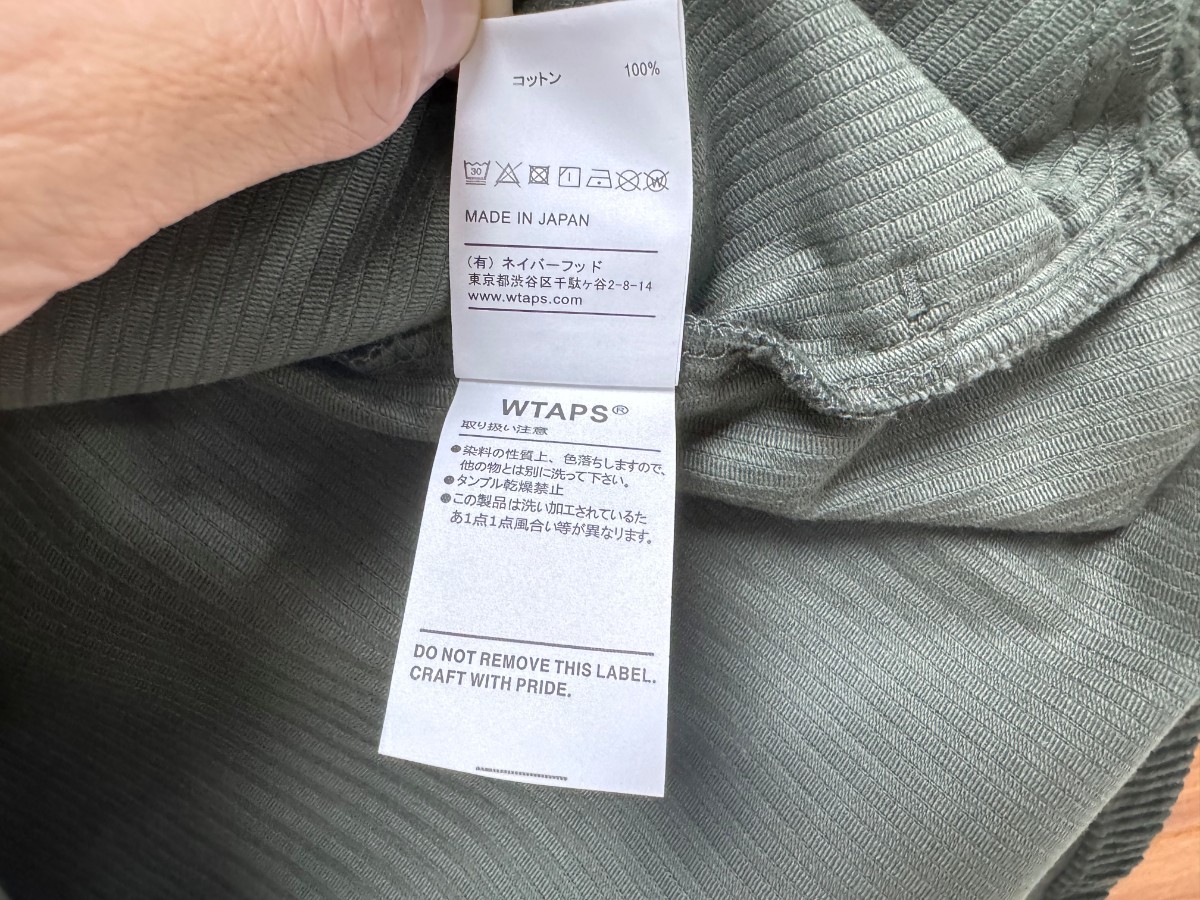 コットン 100%
30
W
MADE IN JAPAN
(有) ネイバーフッド
東京都渋谷区千駄ヶ谷2-8-14
www.wtaps.com
WTAPS®
取り扱い注意
●染料の性質上、色落ちしますので、
他の物とは別に洗って下さい。
●タンブル乾燥禁止
●この製品は洗い加工されているた
あ1点1点風合い等が異なります。
DO NOT REMOVE THIS LABEL.
CRAFT WITH PRIDE.